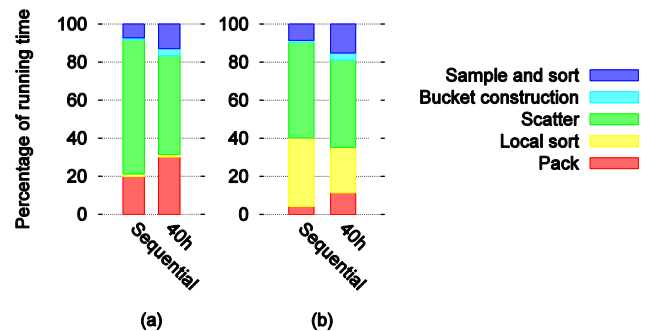 Percentage of running time
100
80
60
40
20
0
Sequential
40h
(a)
100
80
60
40
20
0
Sequential
40h
(b)
Sample and sort
Bucket construction
Scatter
Local sort
Pack